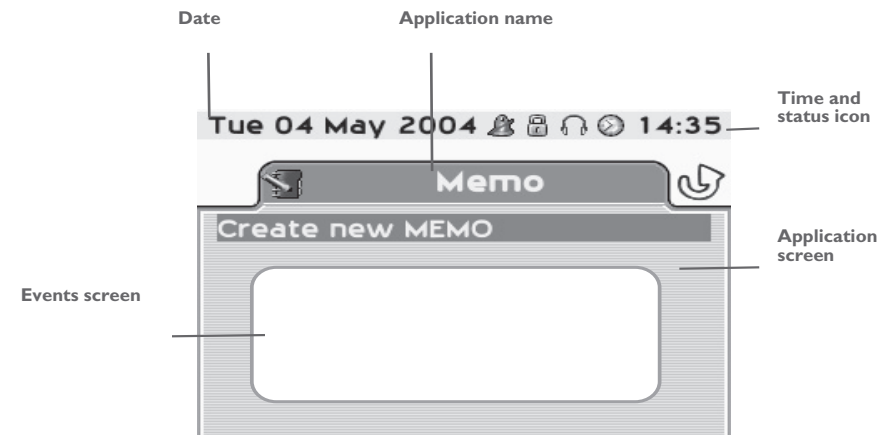 Date
Application name
Time and
status icon
Tue 04 May 2004 14:35
Memo
Create new MEMO
Application
screen
Events screen